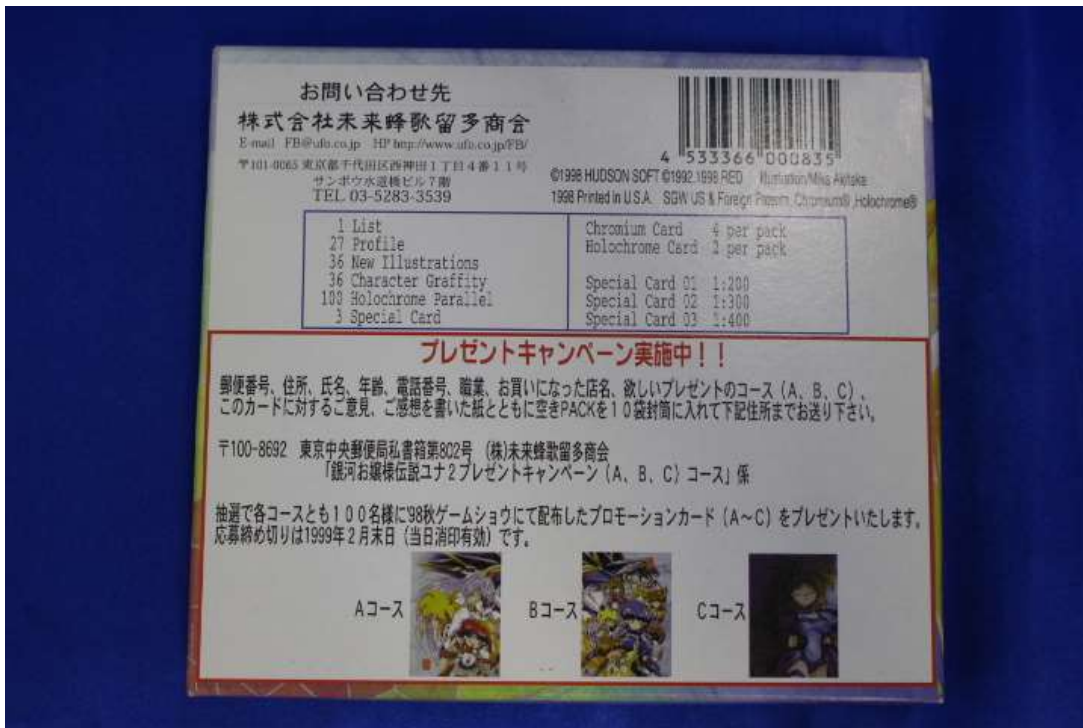 お問い合わせ先
株式会社未来蜂歌留多商会
E-mail FB@ufo.co.jp HP http://www.ufo.co.jp/FB/
〒101-0065 東京都千代田区西神田1丁目4番11号
サンポウ水道橋ビル7階
TEL 03-5283-3539
4 533366 000835
©1998 HUDSON SOFT ©1992,1998 RED Illustration/Mika Akitaka
1998 Printed in U.S.A. SGW US & Foreign Patents, Chromium®,Holochrome®
1 List
27 Profile
36 New Illustrations
36 Character Graffity
100 Holochrome Parallel
3 Special Card
Chromium Card 4 per pack
Holochrome Card 2 per pack
Special Card 01 1:200
Special Card 02 1:300
Special Card 03 1:400
プレゼントキャンペーン実施中!!
郵便番号、住所、氏名、年齢、電話番号、職業、お買いになった店名、欲しいプレゼントのコース(A、B、C)、
このカードに対するご意見、ご感想を書いた紙とともに空きPACKを10袋封筒に入れて下記住所までお送り下さい。
〒100-8692 東京中央郵便局私書箱第802号 (株)未来蜂歌留多商会
「銀河お嬢様伝説ユナ2プレゼントキャンペーン(A、B、C)コース」係
抽選で各コースとも100名様に'98秋ゲームショウにて配布したプロモーションカード(A~C)をプレゼントいたします。
応募締め切りは1999年2月末日(当日消印有効)です。
Aコース
Bコース
Cコース